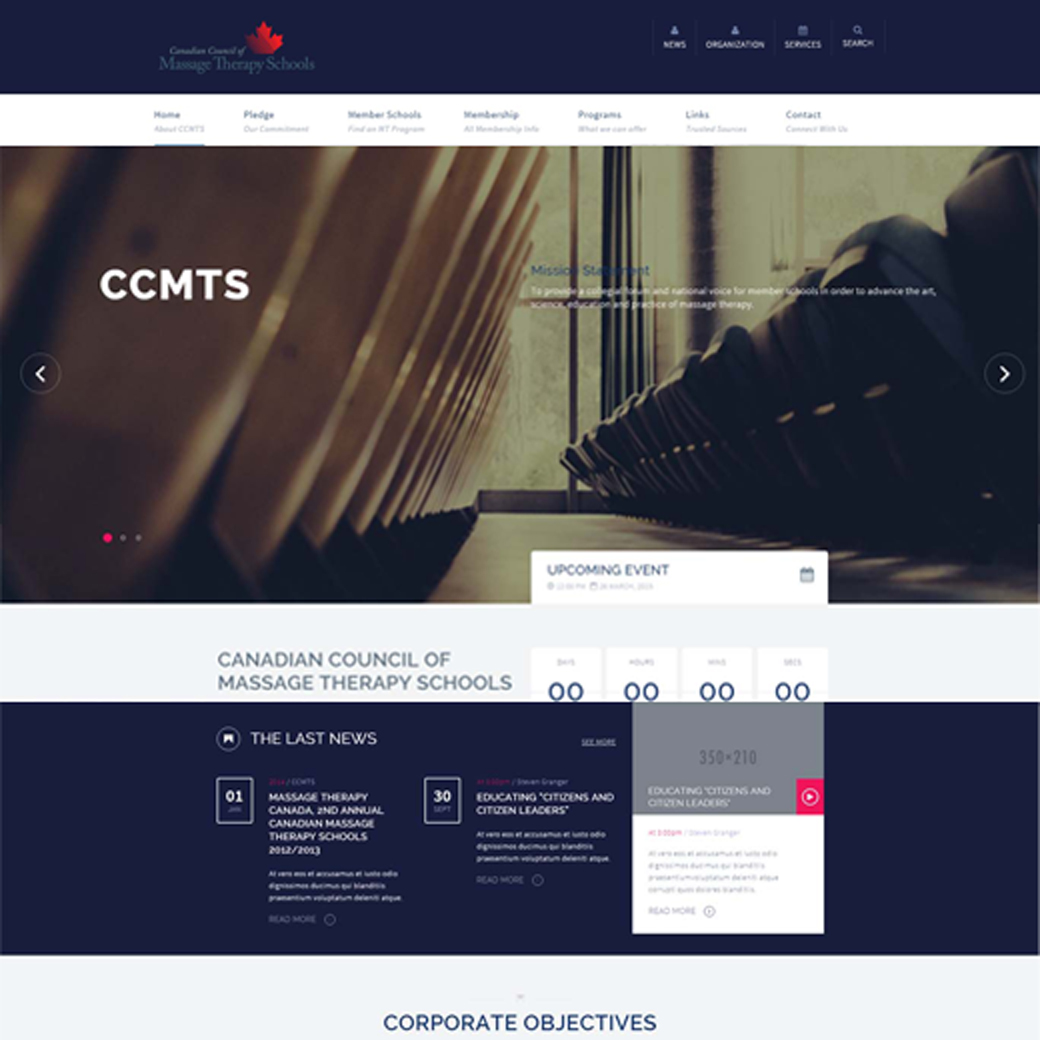 Canadian Council of
Massage Therapy Schools
NEWS
ORGANIZATION
SERVICES
SEARCH
Home
About CCMTS
Pledge
Our Commitment
Member Schools
Find an MT Program
Membership
All Membership Info
Programs
What we can offer
Links
Trusted Sources
Contact
Connect With Us
CCMTS
Mission Statement
To provide a collegial forum and national voice for member schools in order to advance the art,
science, education and practice of massage therapy.
UPCOMING EVENT
12:00 PM
CANADIAN COUNCIL OF
MASSAGE THERAPY SCHOOLS
DAYS
HOURS
MINS
SECS
00
00
00
00
THE LAST NEWS
SEE MORE
01
JAN
/ CCMTS
MASSAGE THERAPY
CANADA, 2ND ANNUAL
CANADIAN MASSAGE
THERAPY SCHOOLS
2012/2013
At vero eos et accusamus et iusto odio
dignissimos ducimus qui blanditiis
praesentium voluptatum deleniti atque.
READ MORE
30
SEPT
At 5:00pm / Steven Granger
EDUCATING "CITIZENS AND
CITIZEN LEADERS"
At vero eos et accusamus et iusto odio
dignissimos ducimus qui blanditiis
praesentium voluptatum deleniti atque.
READ MORE
350×210
EDUCATING "CITIZENS AND
CITIZEN LEADERS"
At 5:00pm / Steven Granger
At vero eos et accusamus et iusto odio
dignissimos ducimus qui blanditiis
praesentiumvoluptatum deleniti atque
corrupti quos dolores blanditiis.
READ MORE
CORPORATE OBJECTIVES